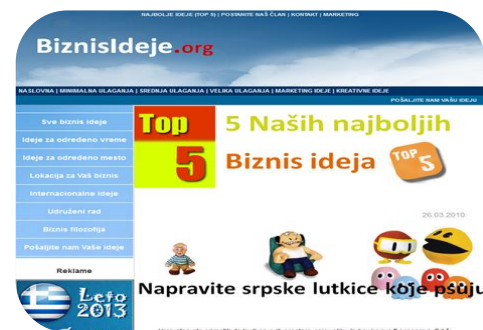 NAJBOLJE IDEJE (TOP 5) | POSTANITE NAŠ ČLAN | KONTAKT | MARKETING
BiznisIdeje.org
NASLOVNA | MINIMALNA ULAGANJA | SREDNJA ULAGANJA | VELIKA ULAGANJA | MARKETING IDEJE | KREATIVNE IDEJE
POŠALJITE NAM VAŠU IDEJU
Sve biznis ideje
Ideje za određeno vreme
Ideje za određeno mesto
Lokacija za Vaš biznis
Internacionalne ideje
Udruženi rad
Biznis filozofija
Pošaljite nam Vaše ideje
Reklame
Leto
2013
Top
5
5 Naših najboljih
Biznis ideja
TOP
5
26.03.2010.
Napravite srpske lutkice koje psuju